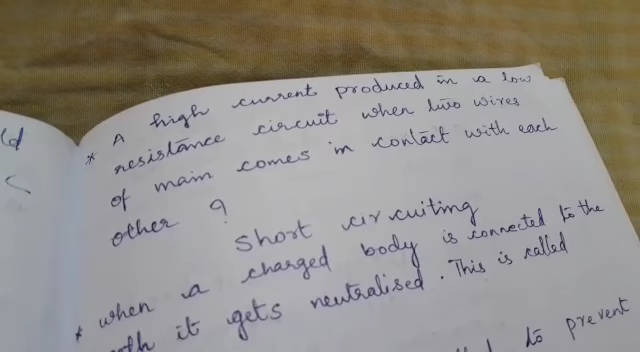 * A high current produced in a low
resistance circuit when two wires
of main comes in contact with each
other ?
short circuiting
* when a charged body is connected to the
it gets neutralised. This is called
to prevent